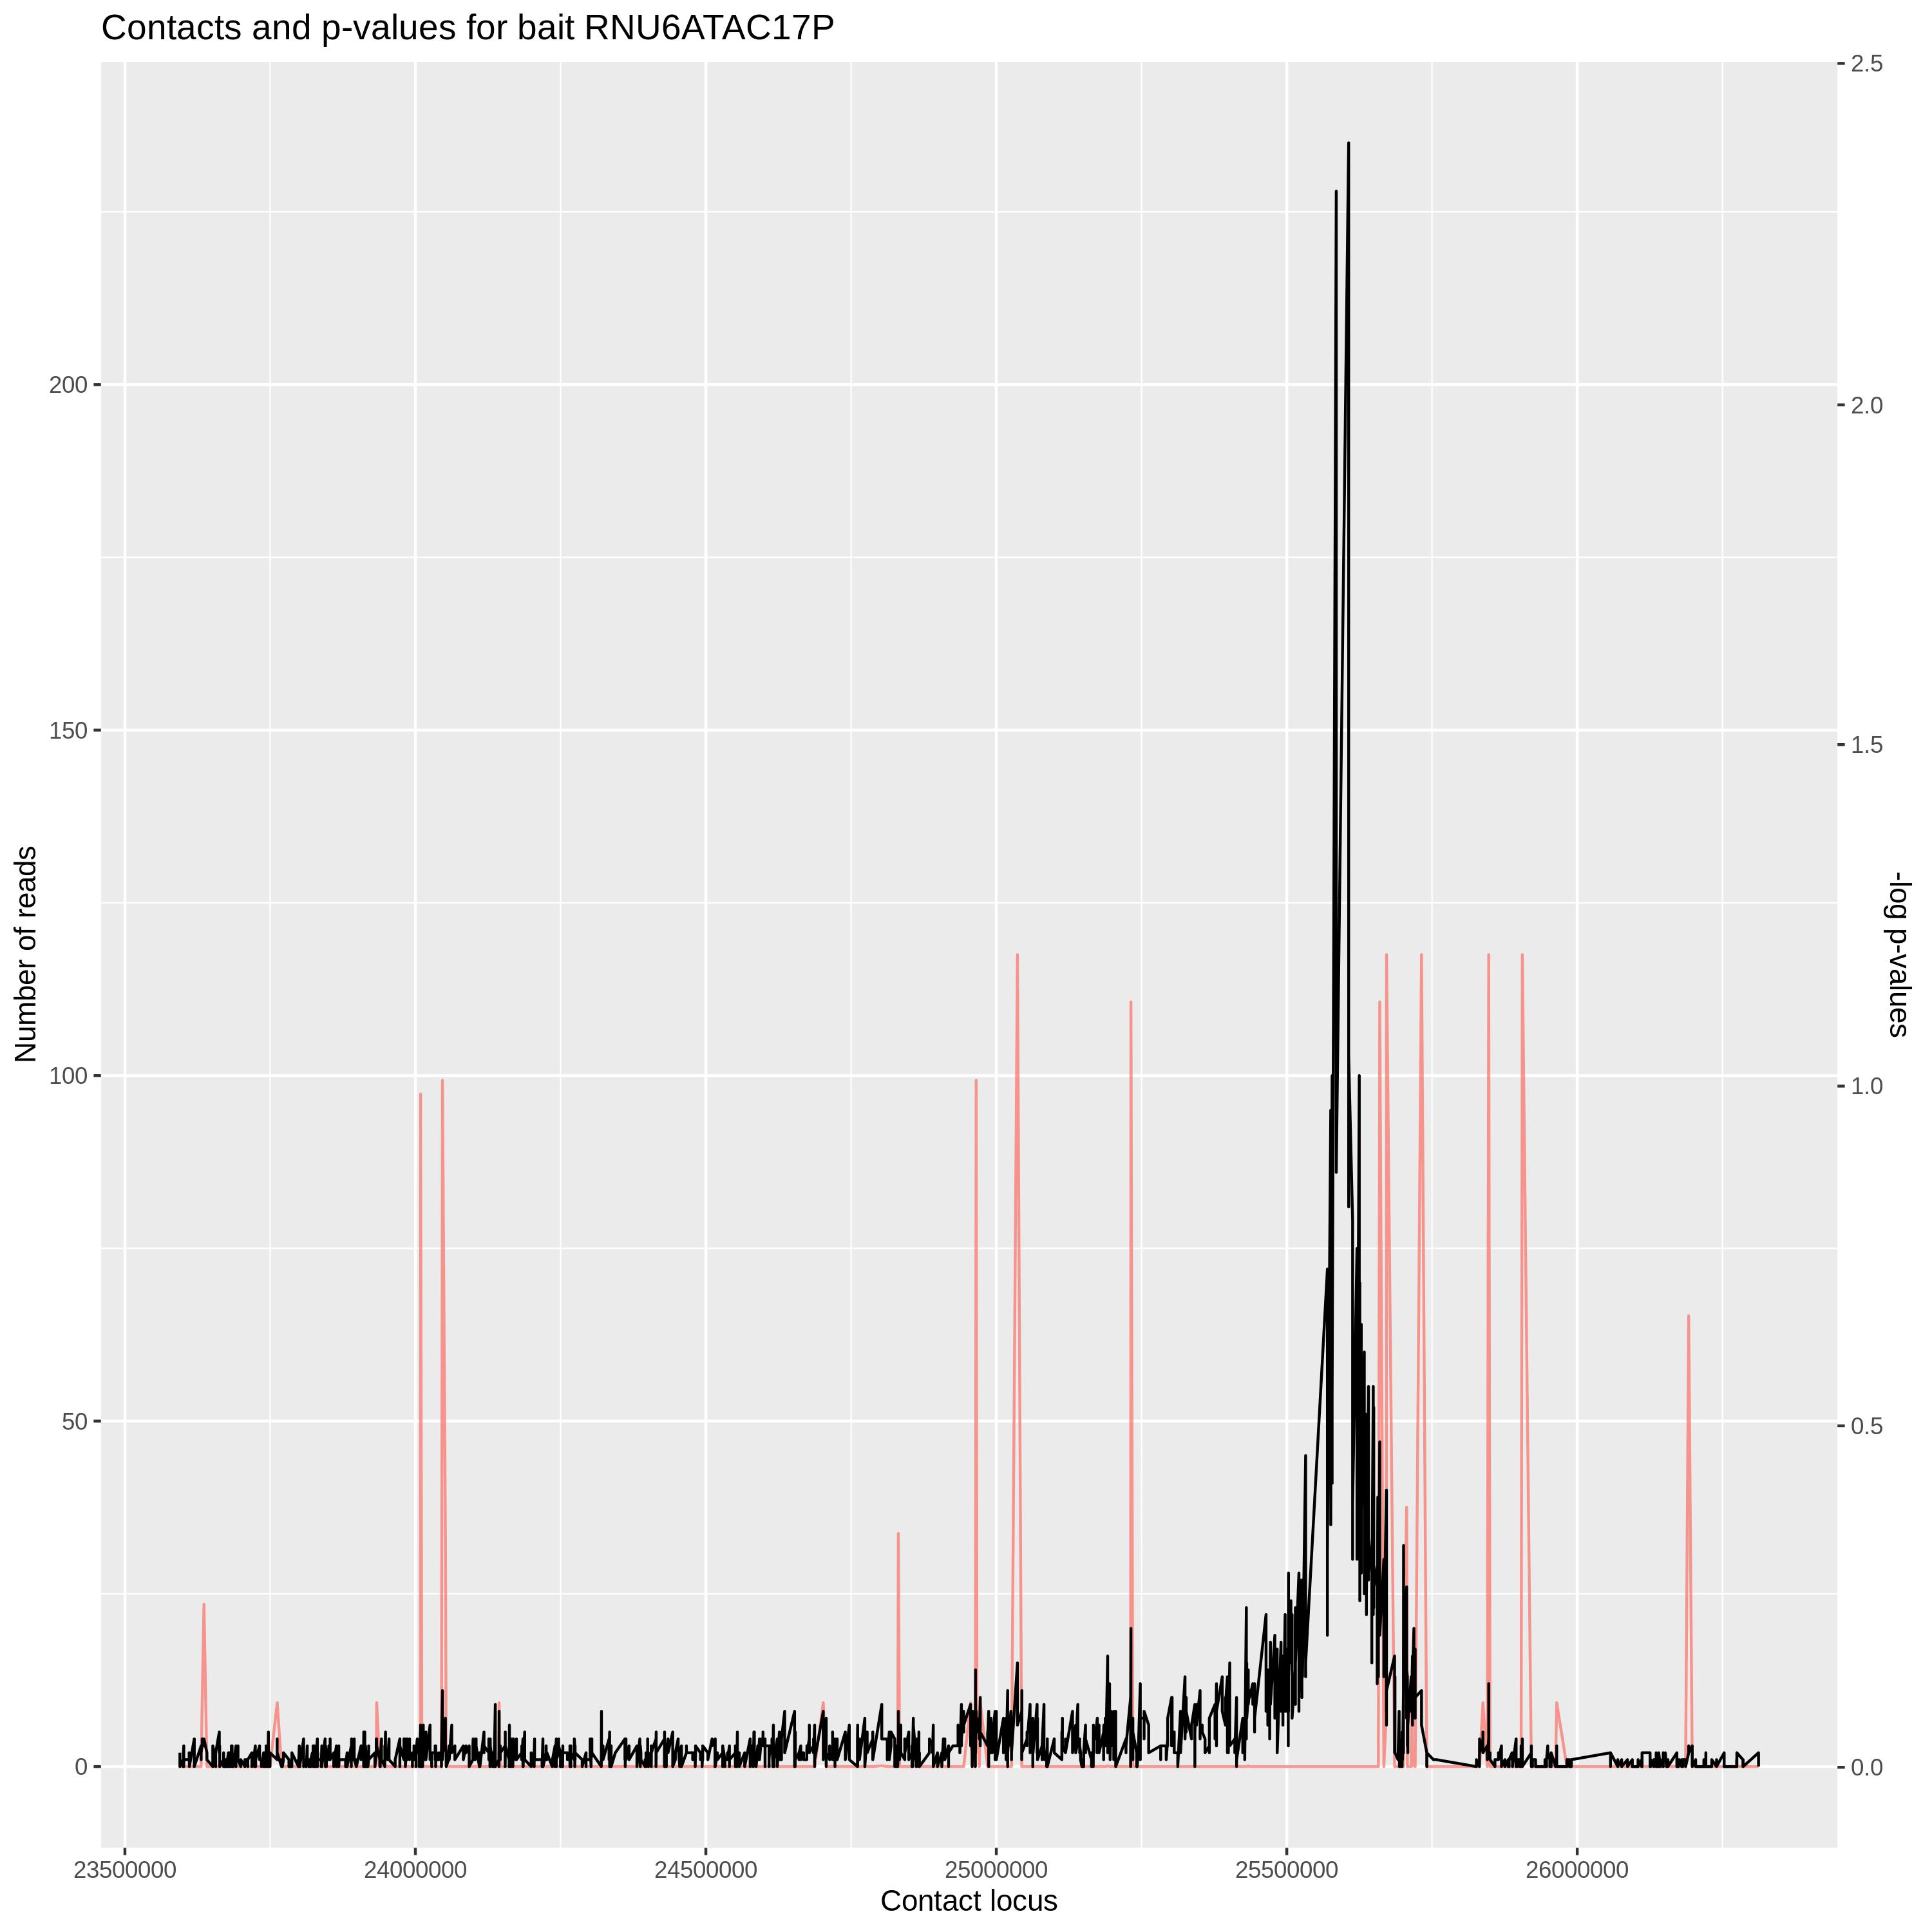 Contacts and p-values for bait RNU6ATAC17P
Number of reads
200
150
100
50
0
2.5
2.0
1.5
1.0
0.5
0.0
-log p-values
23500000 24000000 24500000 25000000 25500000 26000000
Contact locus